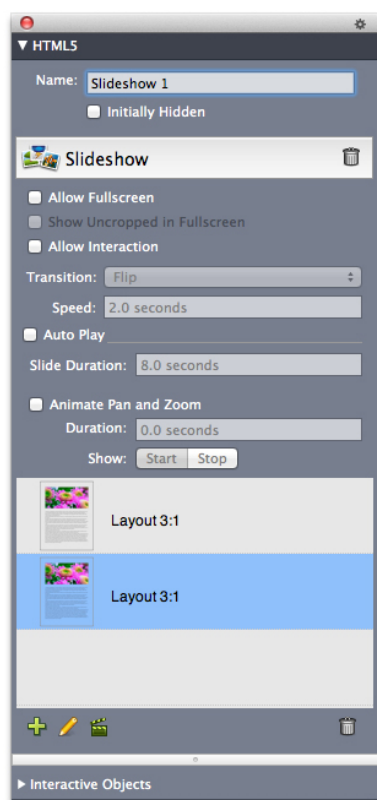 HTML5
Name: Slideshow 1
Initially Hidden
Slideshow
Allow Fullscreen
Show Uncropped in Fullscreen
Allow Interaction
Transition: Flip
Speed: 2.0 seconds
Auto Play
Slide Duration: 8.0 seconds
Animate Pan and Zoom
Duration: 0.0 seconds
Show: Start Stop
Layout 3:1
Layout 3:1
Interactive Objects